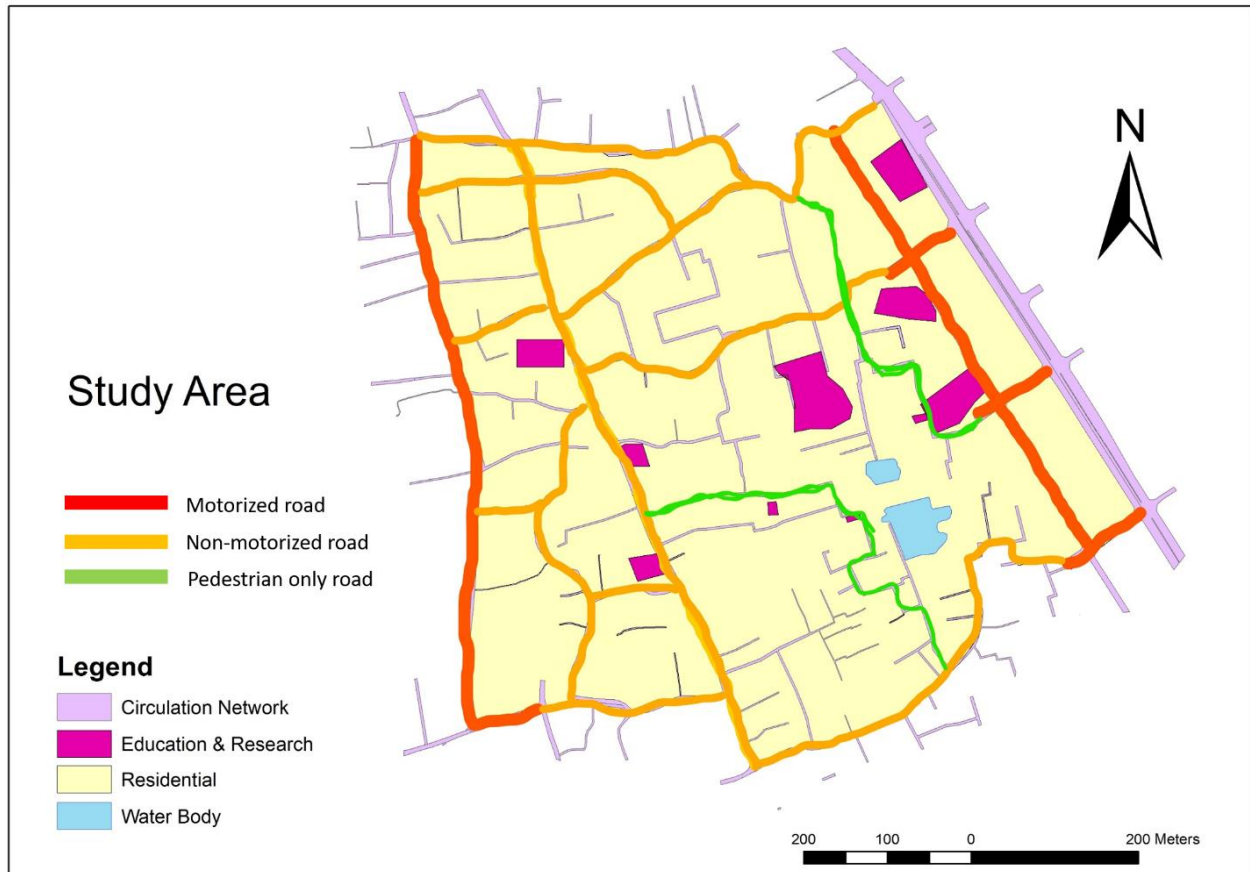 N
Study Area
Motorized road
Non-motorized road
Pedestrian only road
Legend
Circulation Network
Education & Research
Residential
Water Body
200 100 0 200 Meters